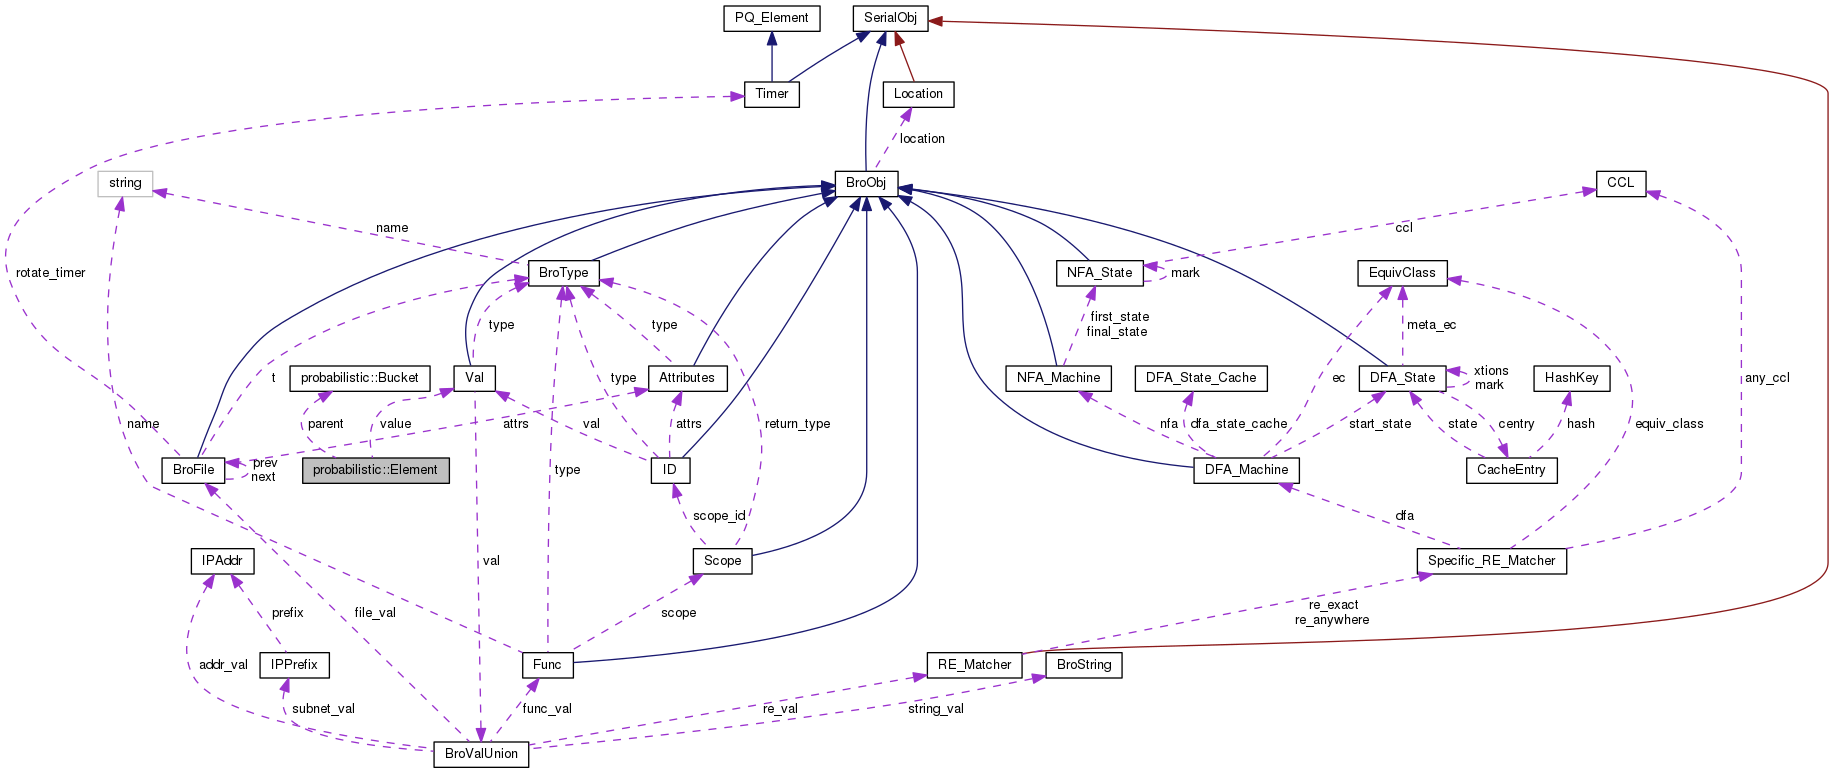 PQ_Element
SerialObj
Timer
Location
location
string
BroObj
CCL
name
ccl
rotate_timer
BroType
NFA_State
mark
EquivClass
type
type
first_state
final_state
meta_ec
t
probabilistic::Bucket
Val
type
Attributes
NFA_Machine
DFA_State_Cache
ec
DFA_State
xtions
mark
HashKey
any_ccl
name
parent
value
attrs
val
attrs
return_type
nfa
dfa_state_cache
start_state
state
centry
hash
equiv_class
BroFile
prev
next
probabilistic::Element
type
ID
DFA_Machine
CacheEntry
scope_id
dfa
IPAddr
val
Scope
Specific_RE_Matcher
prefix
file_val
scope
re_exact
re_anywhere
addr_val
IPPrefix
Func
RE_Matcher
BroString
subnet_val
func_val
re_val
string_val
BroValUnion